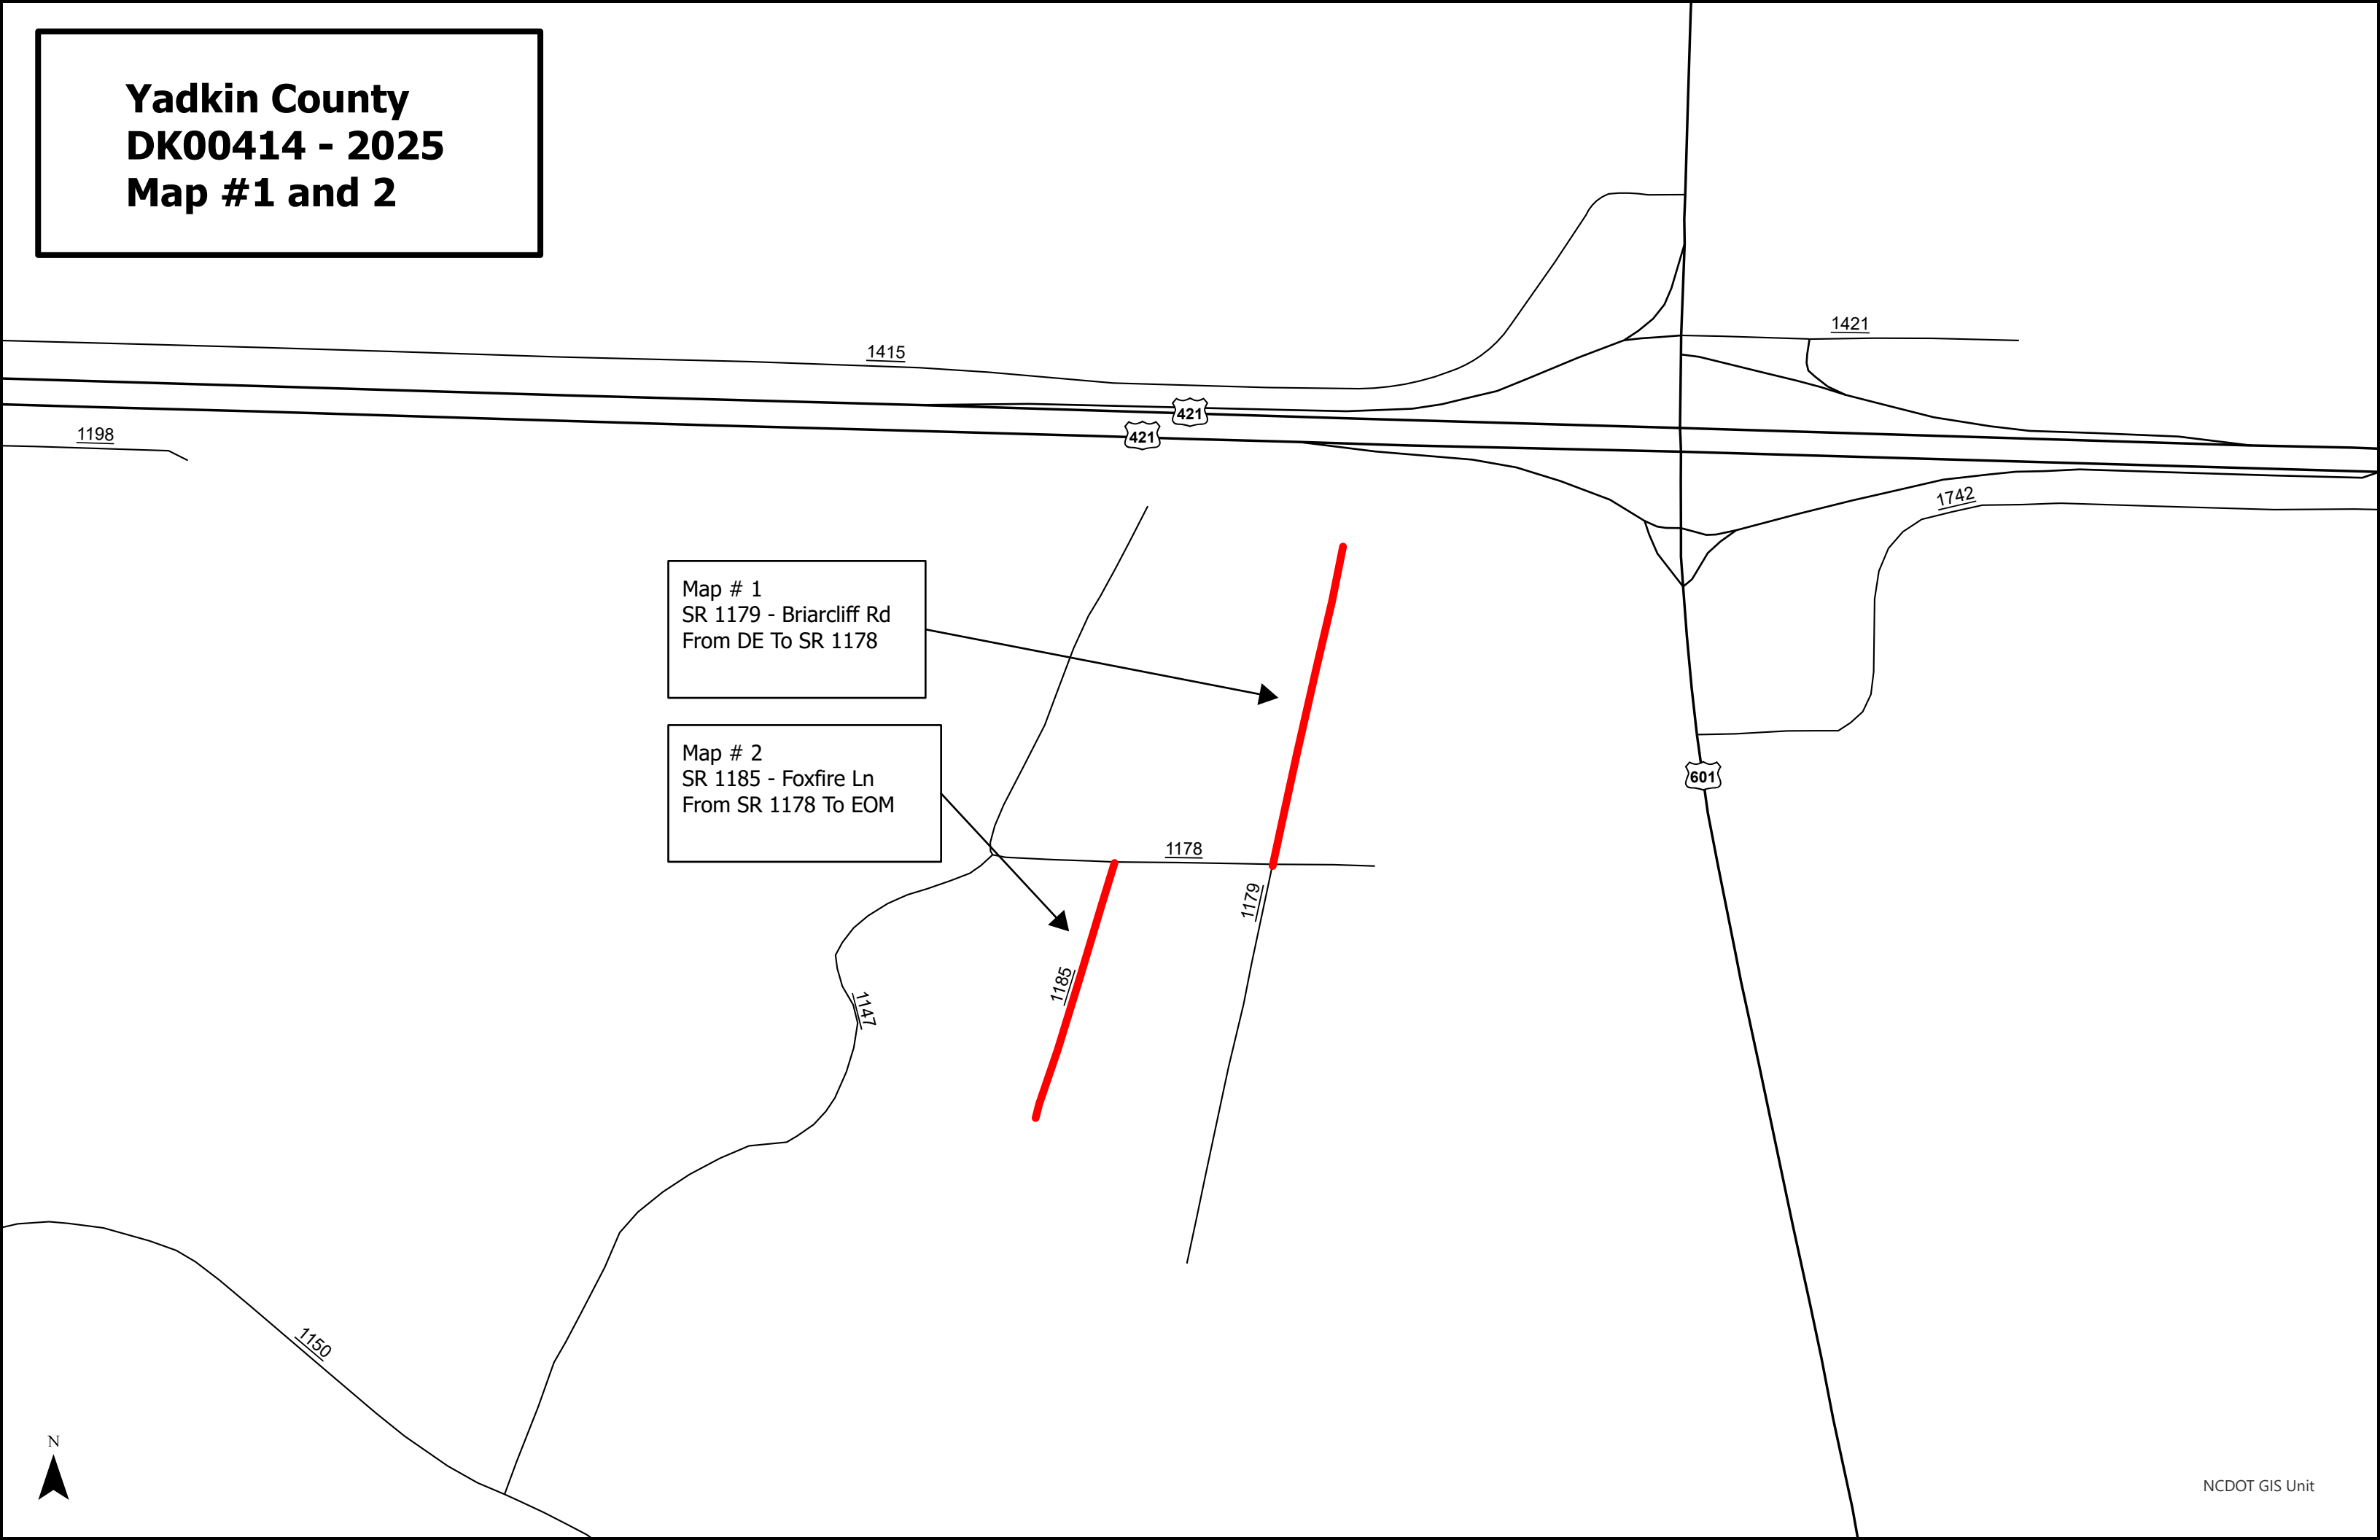 Yadkin County
DK00414 - 2025
Map #1 and 2
1421
1415
421
421
1198
1742
Map # 1
SR 1179 - Briarcliff Rd
From DE To SR 1178
Map # 2
SR 1185 - Foxfire Ln
From SR 1178 To EOM
601
1178
1179
1185
1147
1150
N
NCDOT GIS Unit